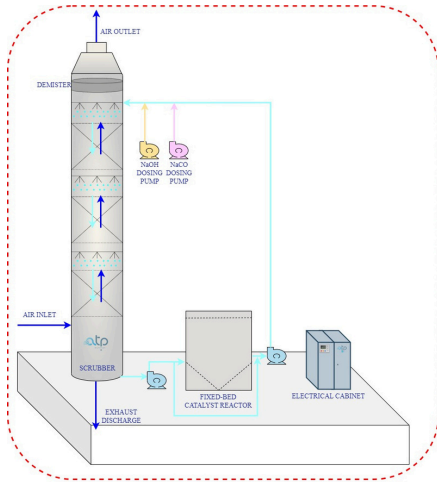 AIR OUTLET
DEMISTER
NaOH
DOSING
PUMP
NaCO
DOSING
PUMP
AIR INLET
atp
SCRUBBER
EXHAUST
DISCHARGE
FIXED-BED
CATALYST REACTOR
ELECTRICAL CABINET